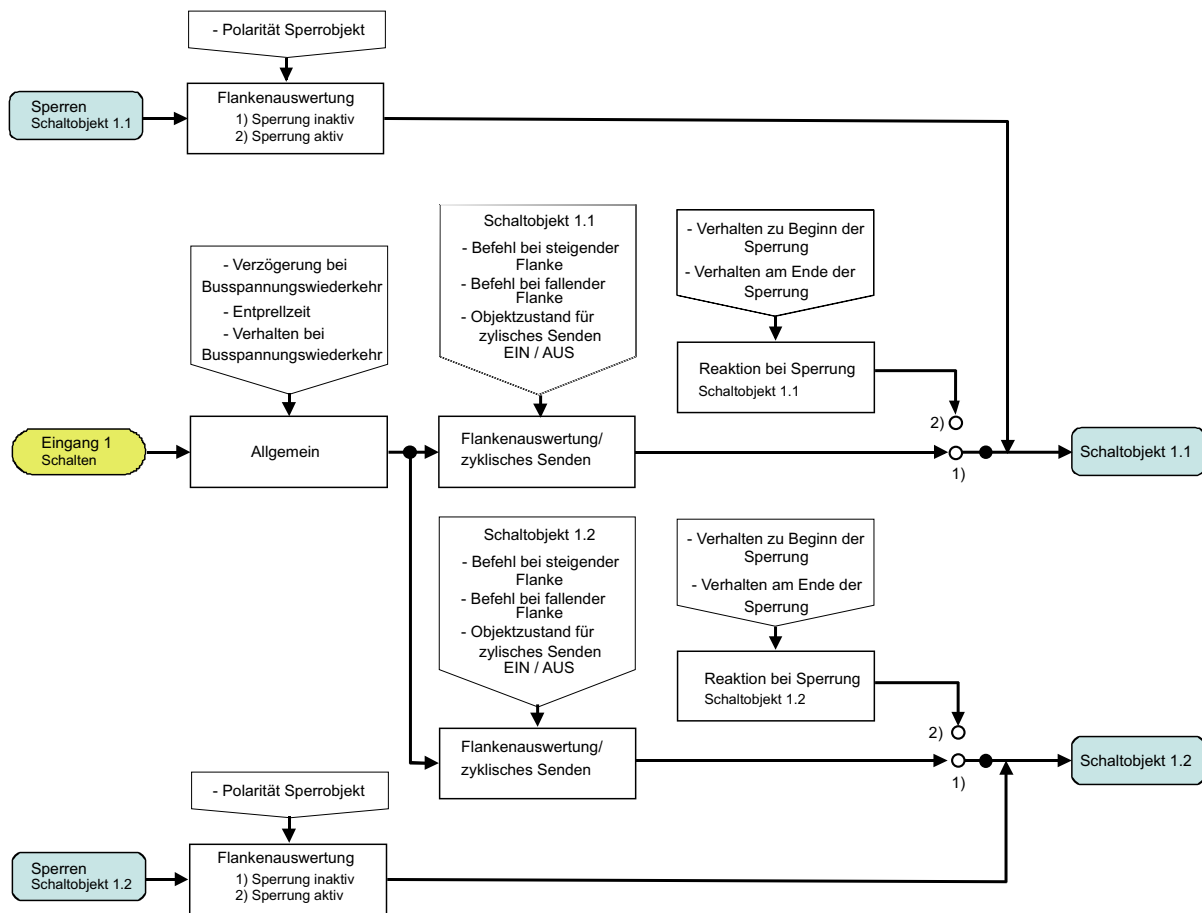 - Polarität Sperrobjekt
Sperren
Schaltobjekt 1.1
Flankenauswertung
1) Sperrung inaktiv
2) Sperrung aktiv
- Verzögerung bei
Busspannungswiederkehr
- Entprellzeit
- Verhalten bei
Busspannungswiederkehr
Schaltobjekt 1.1
- Befehl bei steigender
Flanke
- Befehl bei fallender
Flanke
- Objektzustand für
zylisches Senden
EIN / AUS
- Verhalten zu Beginn der
Sperrung
- Verhalten am Ende der
Sperrung
Reaktion bei Sperrung
Schaltobjekt 1.1
Eingang 1
Schalten
Allgemein
Flankenauswertung/
zyklisches Senden
2)
1)
Schaltobjekt 1.1
Schaltobjekt 1.2
- Befehl bei steigender
Flanke
- Befehl bei fallender
Flanke
- Objektzustand für
zylisches Senden
EIN / AUS
- Verhalten zu Beginn der
Sperrung
- Verhalten am Ende der
Sperrung
Reaktion bei Sperrung
Schaltobjekt 1.2
Flankenauswertung/
zyklisches Senden
2)
1)
Schaltobjekt 1.2
- Polarität Sperrobjekt
Sperren
Schaltobjekt 1.2
Flankenauswertung
1) Sperrung inaktiv
2) Sperrung aktiv